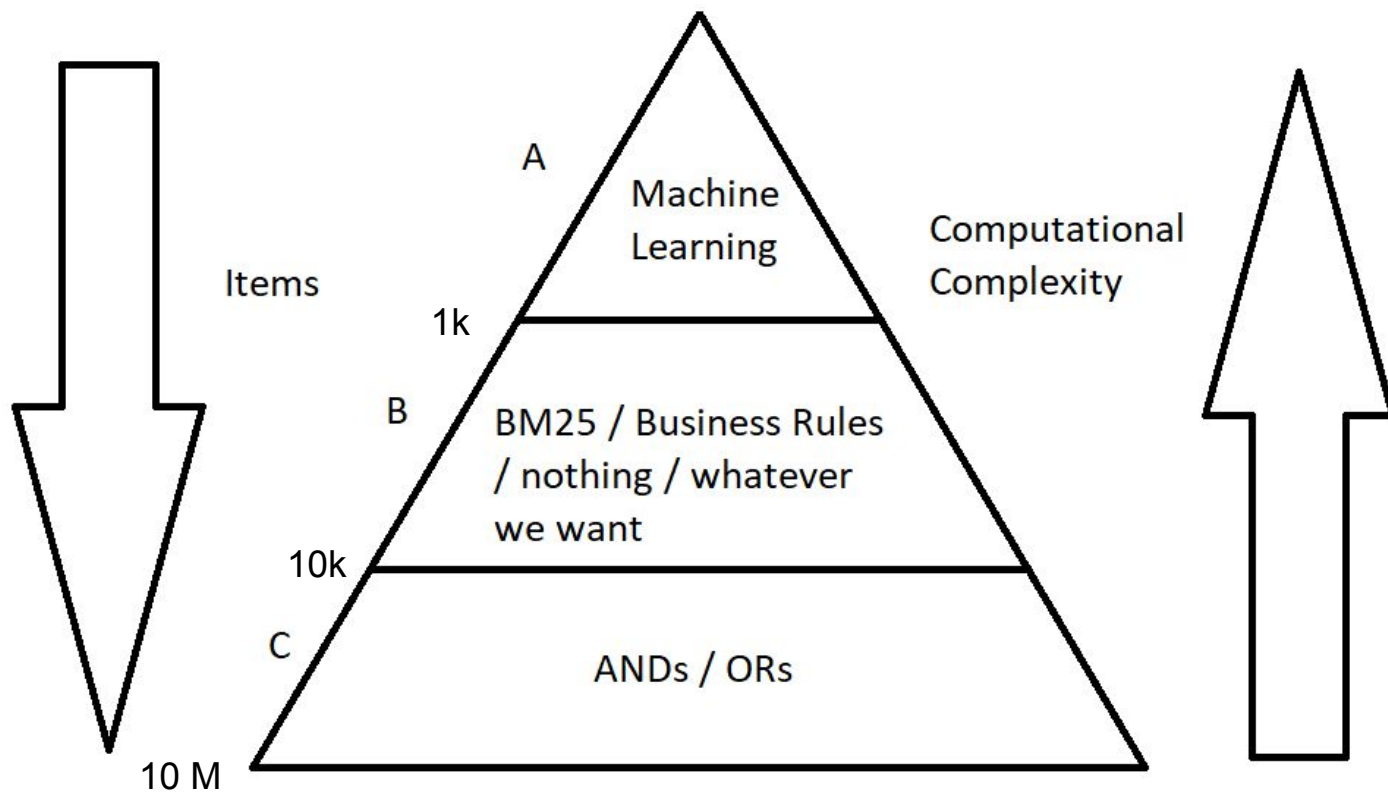 A
Machine
Learning
Computational
Complexity
Items
1k
B
BM25 / Business Rules
/ nothing / whatever
we want
10k
C
ANDs / ORs
10 M